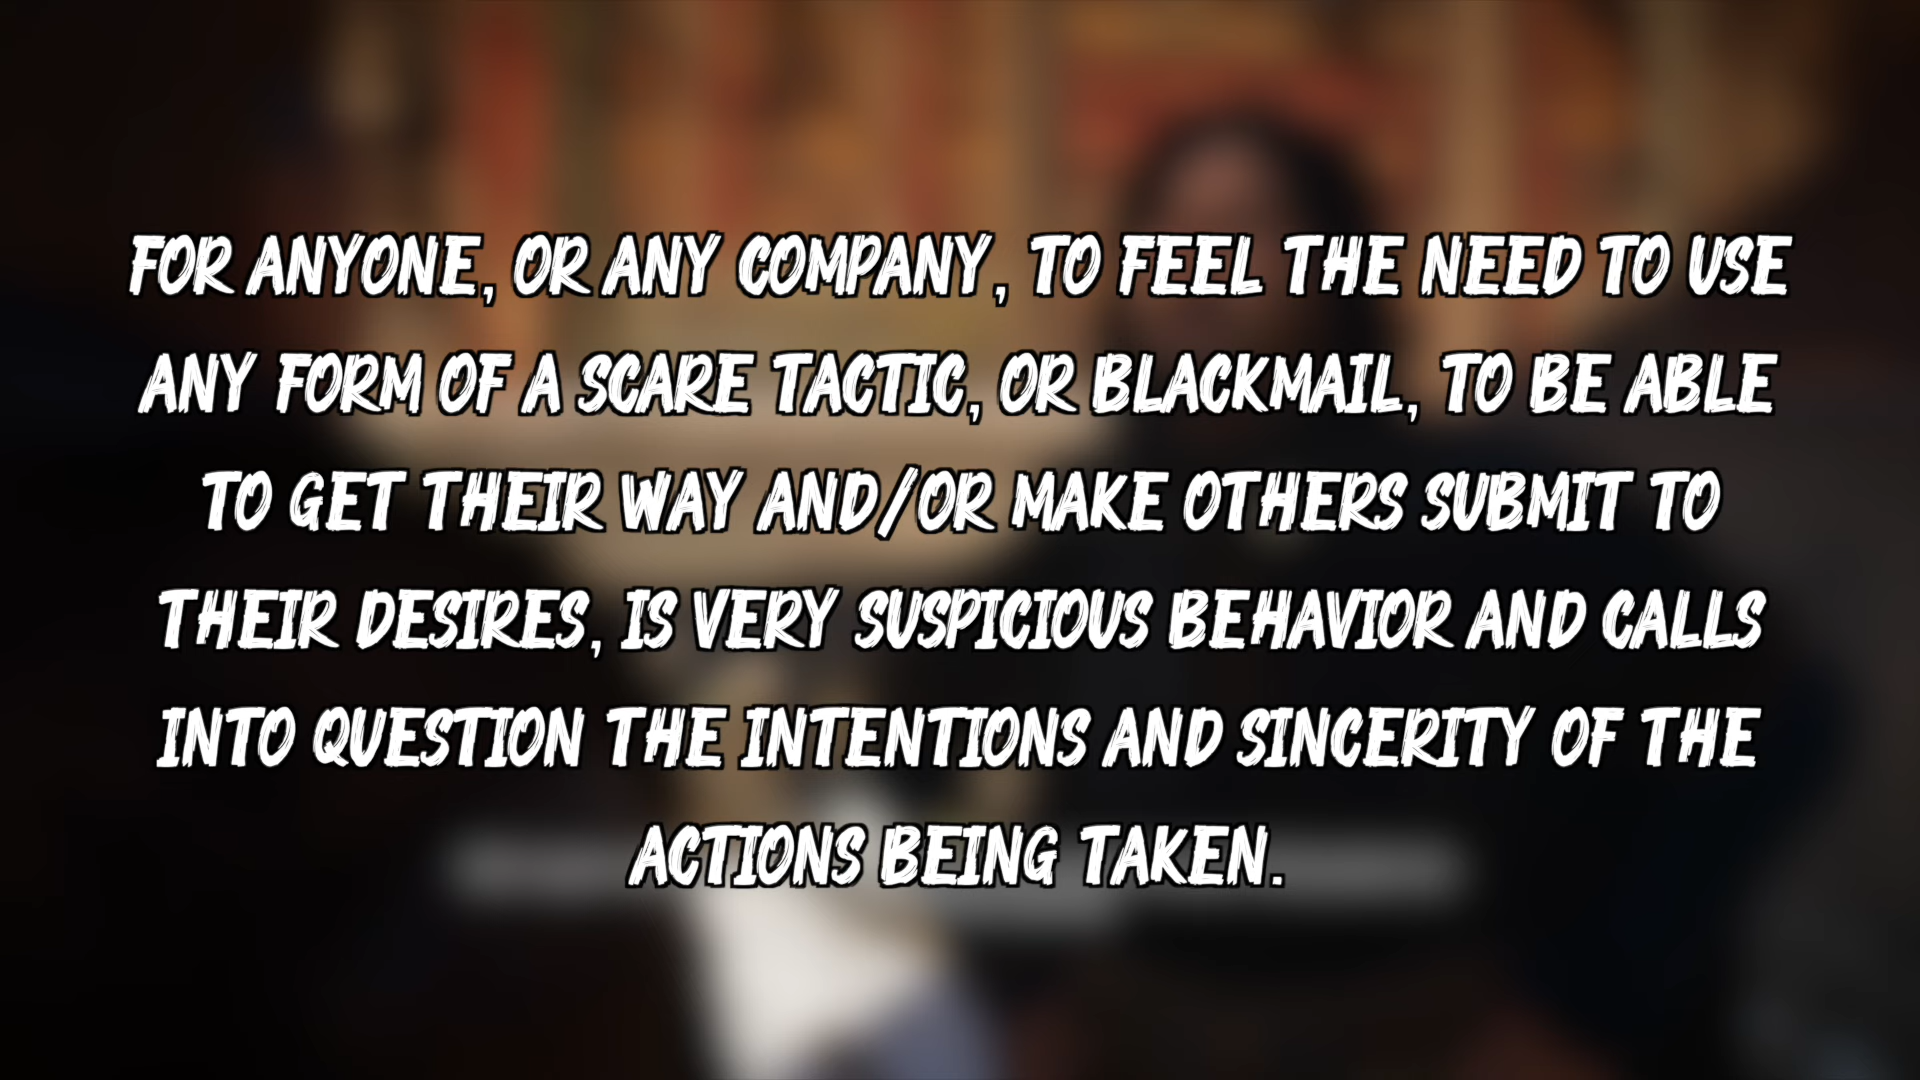 FOR ANYONE, OR ANY COMPANY, TO FEEL THE NEED TO USE
ANY FORM OF A SCARE TACTIC, OR BLACKMAIL, TO BE ABLE
TO GET THEIR WAY AND/OR MAKE OTHERS SUBMIT TO
THEIR DESIRES, IS VERY SUSPICIOUS BEHAVIOR AND CALLS
INTO QUESTION THE INTENTIONS AND SINCERITY OF THE
ACTIONS BEING TAKEN.